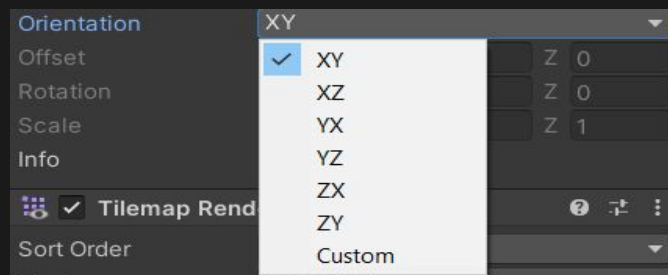 Orientation XY
Offset XY Z 0
Rotation XZ Z 0
Scale YX Z 1
Info YZ
ZX
Tilemap Rend
ZY
Sort Order Custom